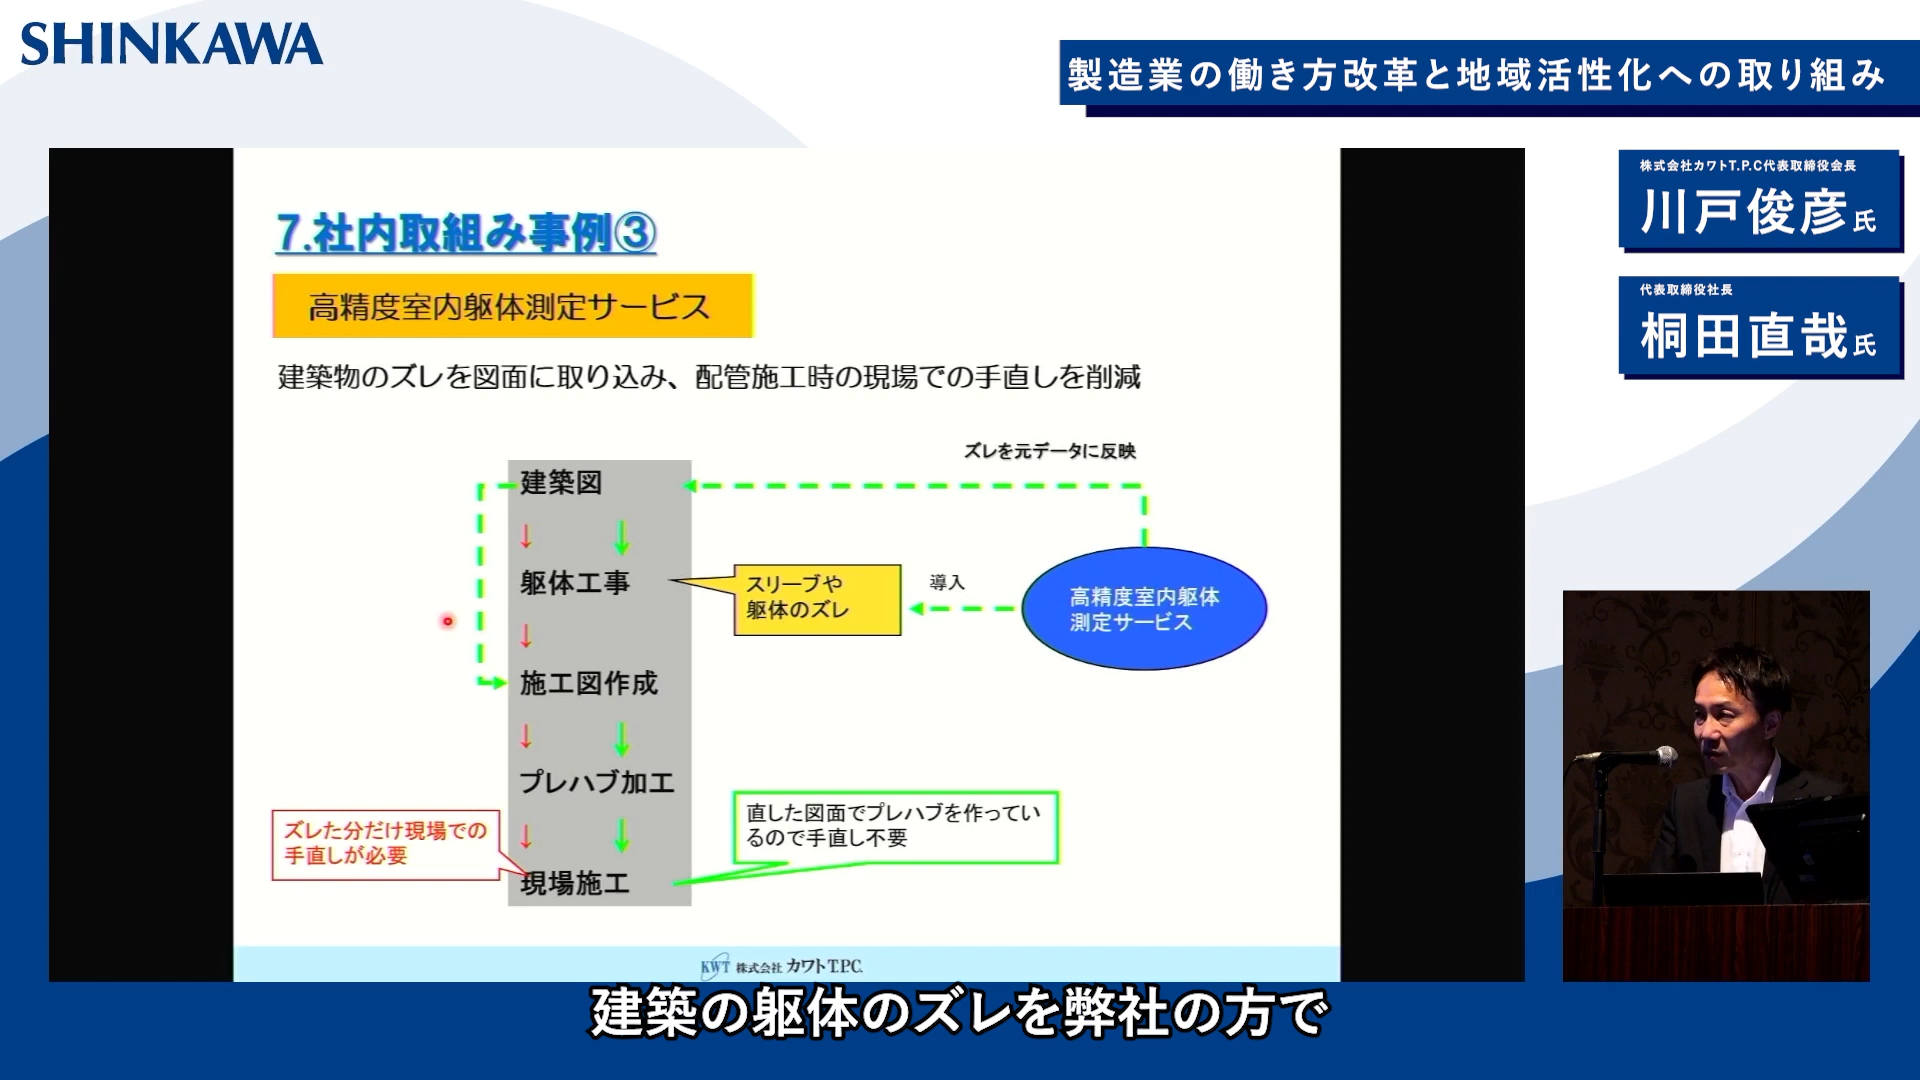 SHINKAWA
製造業の働き方改革と地域活性化への取り組み
株式会社カワトT.P.C代表取締役会長
川戸俊彦氏
代表取締役社長
桐田直哉氏
7.社内取組み事例③
高精度室内躯体測定サービス
建築物のズレを図面に取り込み、配管施工時の現場での手直しを削減
ズレを元データに反映
建築図
↓ ↓
躯体工事
スリーブや
躯体のズレ
導入
高精度室内躯体
測定サービス
↓
施工図作成
↓ ↓
プレハブ加工
↓ ↓
ズレた分だけ現場での
手直しが必要
直した図面でプレハブを作ってい
るので手直し不要
現場施工
KWT 株式会社 カワトT.P.C.
建築の躯体のズレを弊社の方で